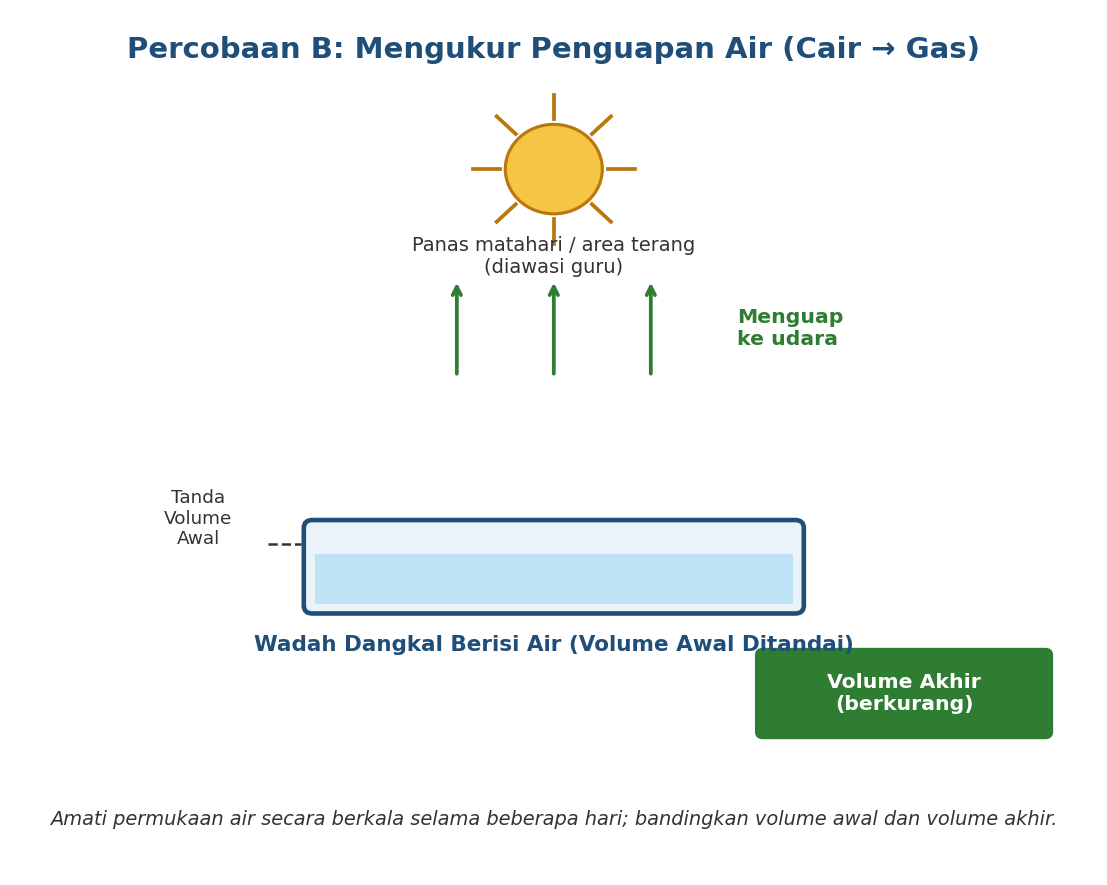 Percobaan B: Mengukur Penguapan Air (Cair → Gas)
Panas matahari / area terang
(diawasi guru)
Menguap
ke udara
Tanda
Volume
Awal
Wadah Dangkal Berisi Air (Volume Awal Ditandai)
Volume Akhir
(berkurang)
Amati permukaan air secara berkala selama beberapa hari; bandingkan volume awal dan volume akhir.